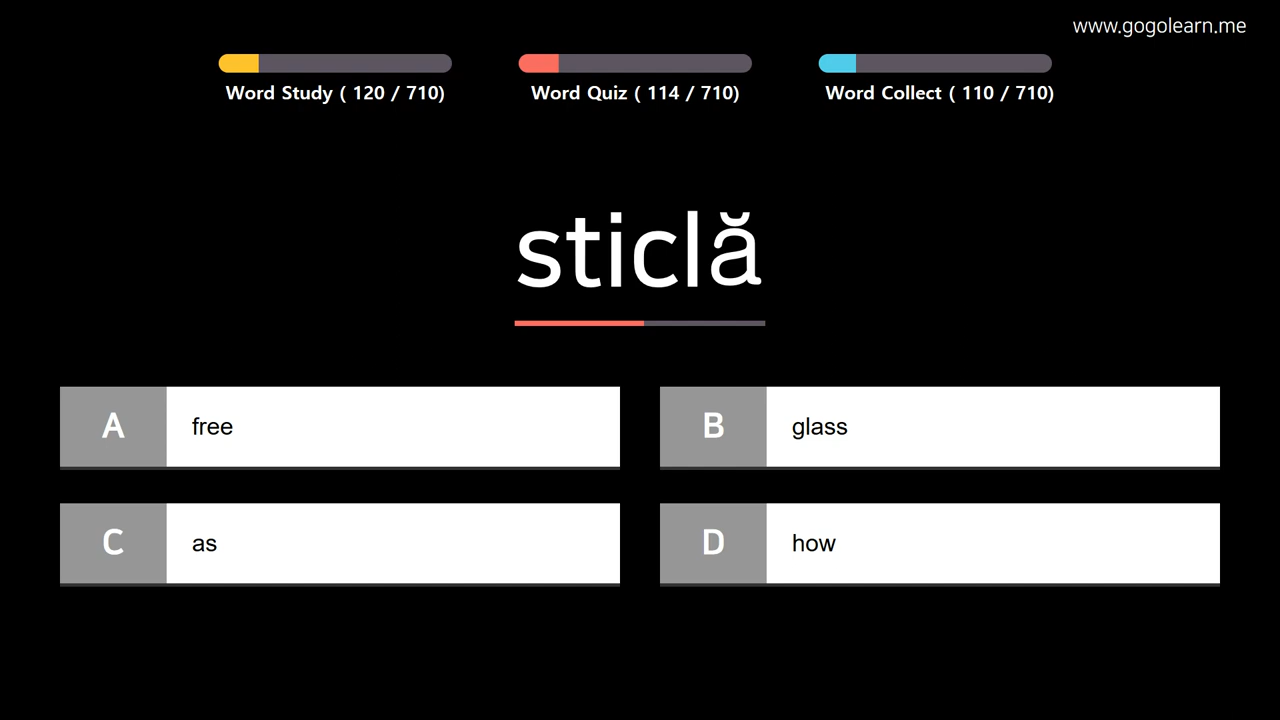 www.gogolearn.me
Word Study ( 120 / 710)
Word Quiz ( 114 / 710)
Word Collect ( 110 / 710)
sticlă
A free
B glass
C as
D how